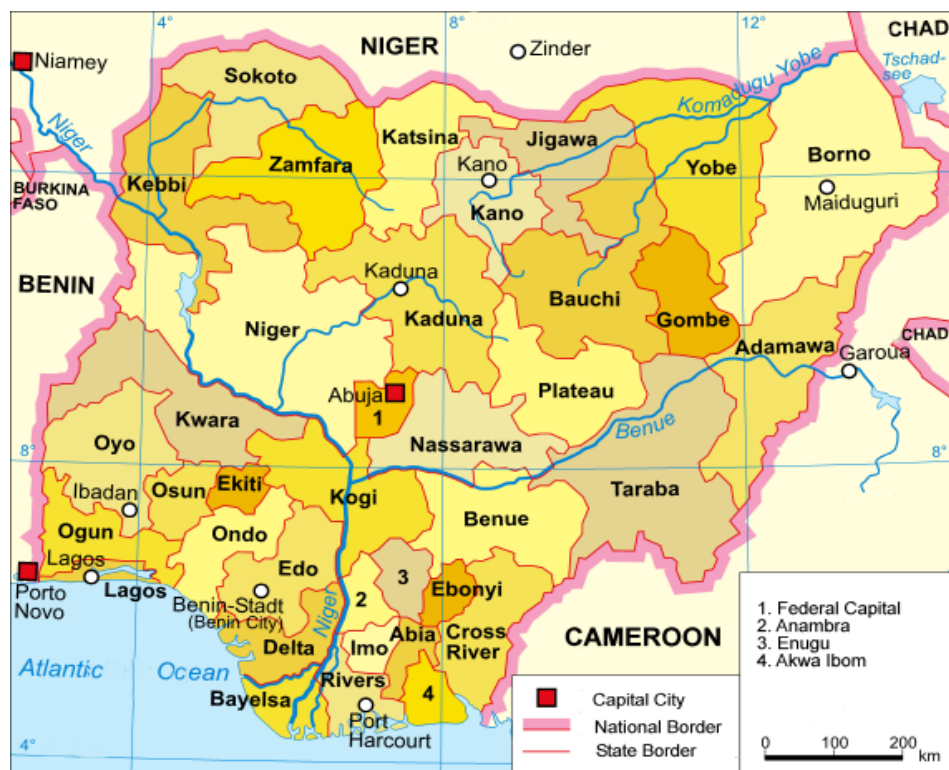 4°
8°
12°
NIGER
Zinder
CHAD
Niamey
Sokoto
Komadugu Yobe
Tschad-
see
Niger
Katsina
Jigawa
Kano
Zamfara
Yobe
Borno
Kebbi
BURKINA
FASO
Maiduguri
Kano
Kaduna
BENIN
Bauchi
Niger
Kaduna
Gombe
Adamawa
CHAD
Garoua
Abuja
1
Plateau
Kwara
Benue
Oyo
Nassarawa
8°
8°
Ibadan
Osun
Ekiti
Kogi
Taraba
Ogun
Benue
Ondo
Lagos
Lagos
Edo
3
Ebonyi
Porto
Novo
Benin-Stadt
(Benin City)
Niger
2
Abia
Cross
River
CAMEROON
Delta
Imo
Atlantic Ocean
Rivers
4
Bayelsa
Port
Harcourt
4°
1. Federal Capital
2. Anambra
3. Enugu
4. Akwa Ibom
Capital City
National Border
State Border
0 100 200
km